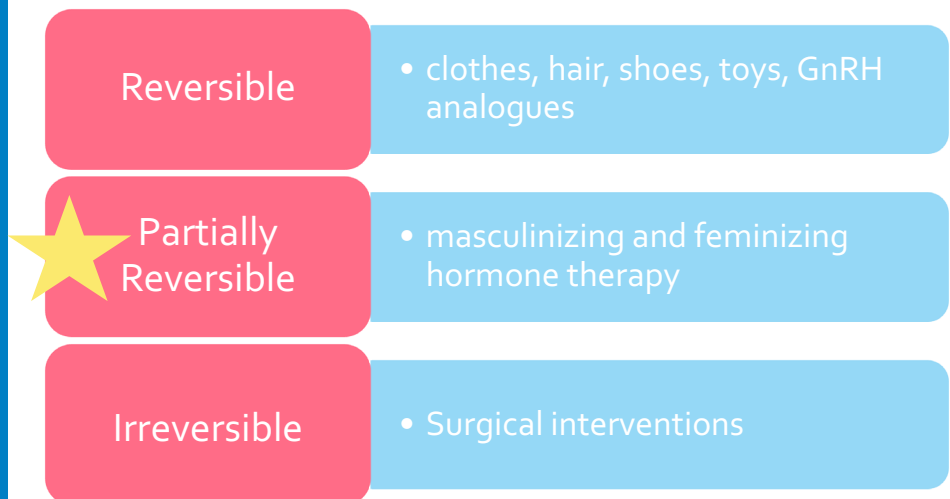 Reversible
• clothes, hair, shoes, toys, GnRH
analogues
Partially
Reversible
• masculinizing and feminizing
hormone therapy
Irreversible
• Surgical interventions